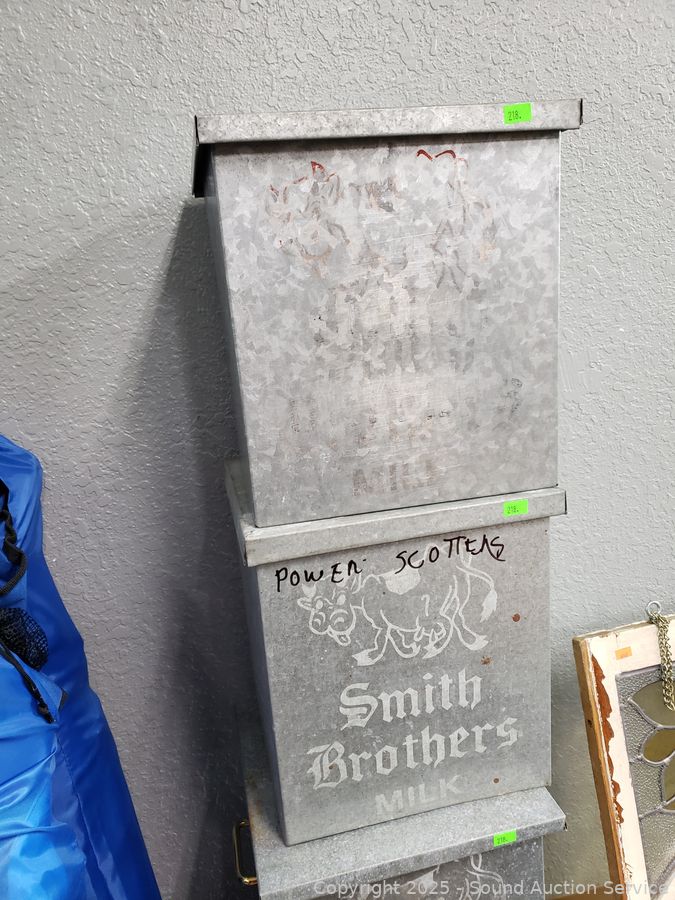 218.
MILK
218.
POWER SCOTTERS
Smith
Brothers
MILK
218.
Copyright © 2025 - Sound Auction Service